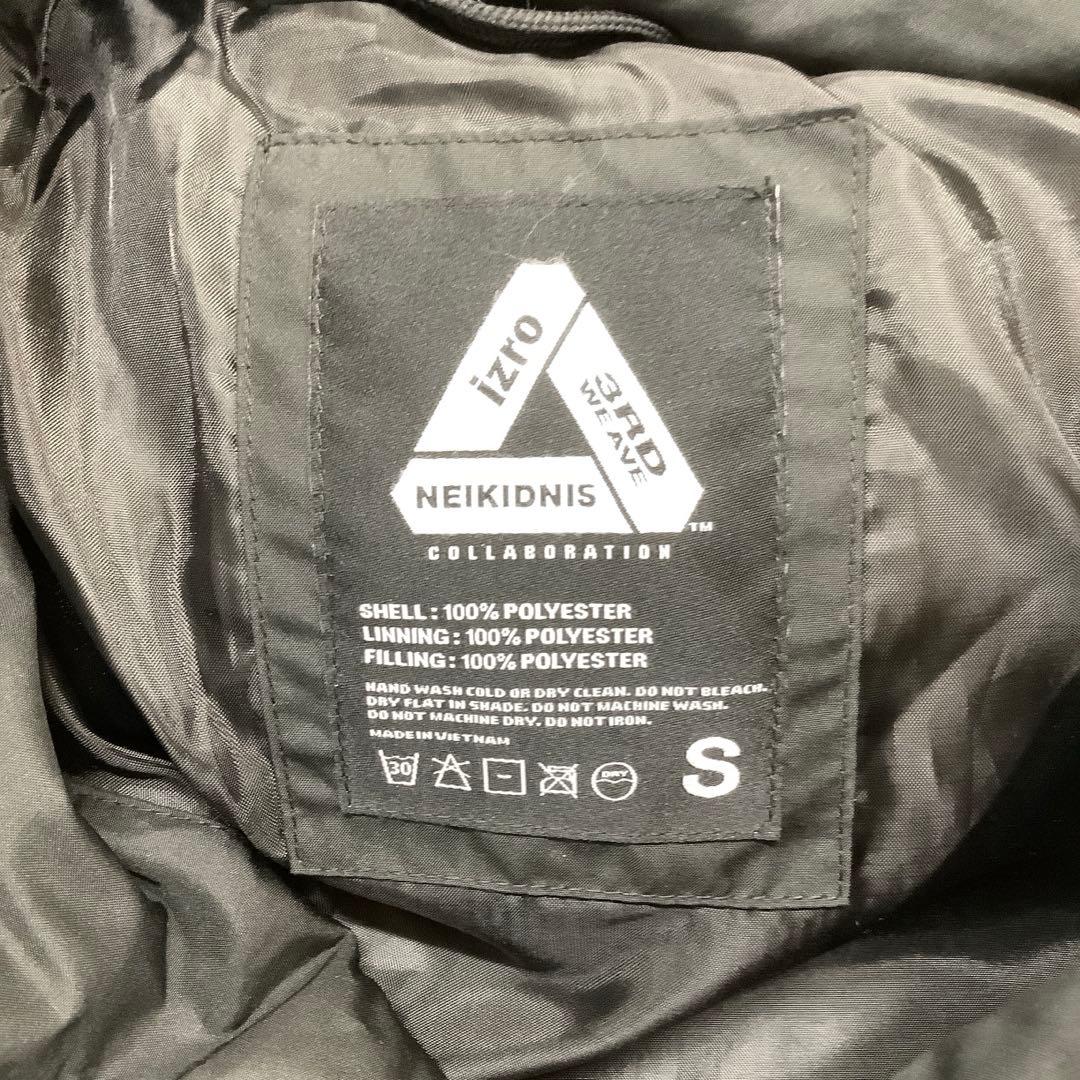 izro
3RD
WEAVE
NEIKIDNIS
TM
COLLABORATION
SHELL : 100% POLYESTER
LINNING : 100% POLYESTER
FILLING : 100% POLYESTER
HAND WASH COLD OR DRY CLEAN. DO NOT BLEACH.
DRY FLAT IN SHADE. DO NOT MACHINE WASH.
DO NOT MACHINE DRY. DO NOT IRON.
MADE IN VIETNAM
30
DRY
S